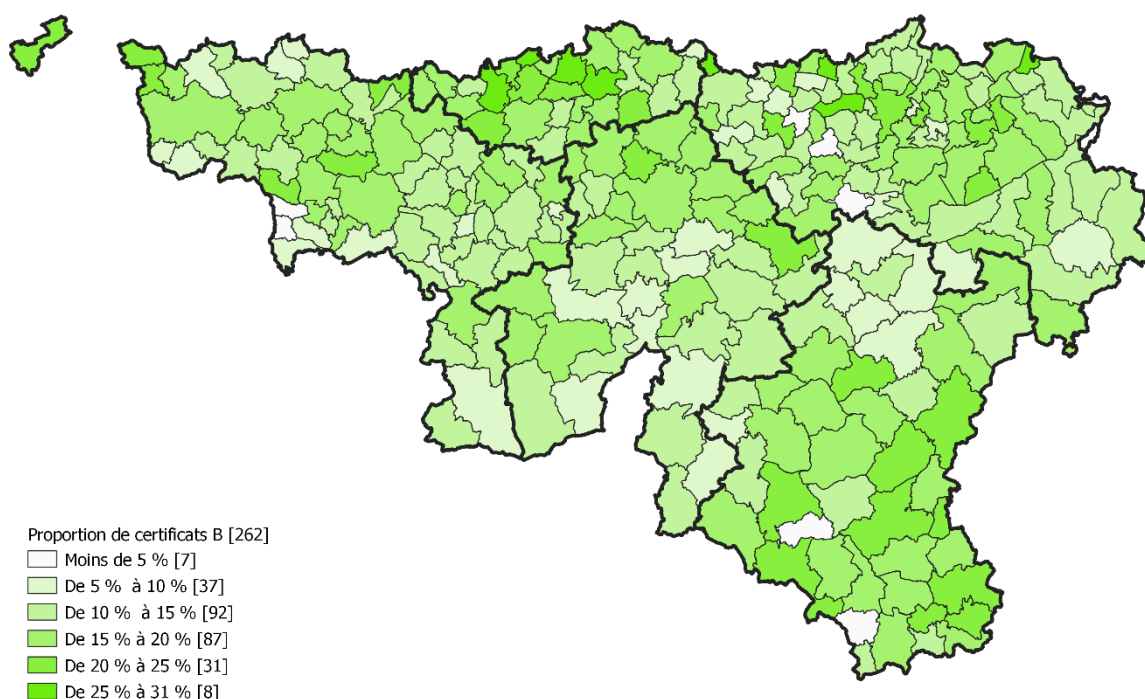 Proportion de certificats B [262]
Moins de 5 % [7]
De 5 % à 10 % [37]
De 10 % à 15 % [92]
De 15 % à 20 % [87]
De 20 % à 25 % [31]
De 25 % à 31 % [8]